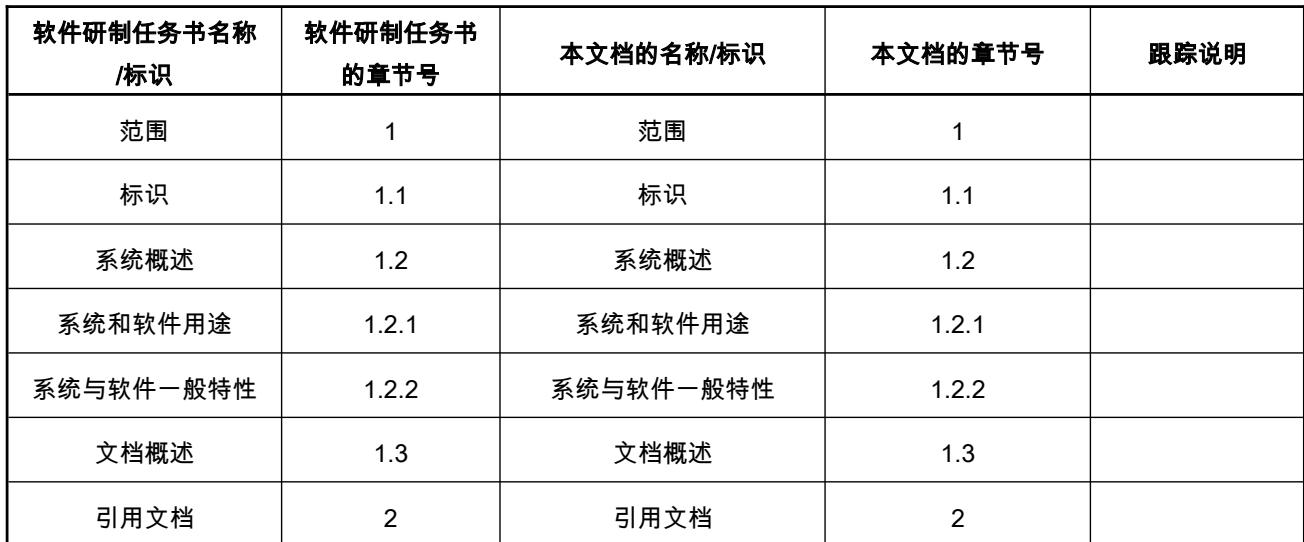 软件研制任务书名称
/标识
软件研制任务书
的章节号
本文档的名称/标识
本文档的章节号
跟踪说明
范围 1 范围 1
标识 1.1 标识 1.1
系统概述 1.2 系统概述 1.2
系统和软件用途 1.2.1 系统和软件用途 1.2.1
系统与软件一般特性 1.2.2 系统与软件一般特性 1.2.2
文档概述 1.3 文档概述 1.3
引用文档 2 引用文档 2